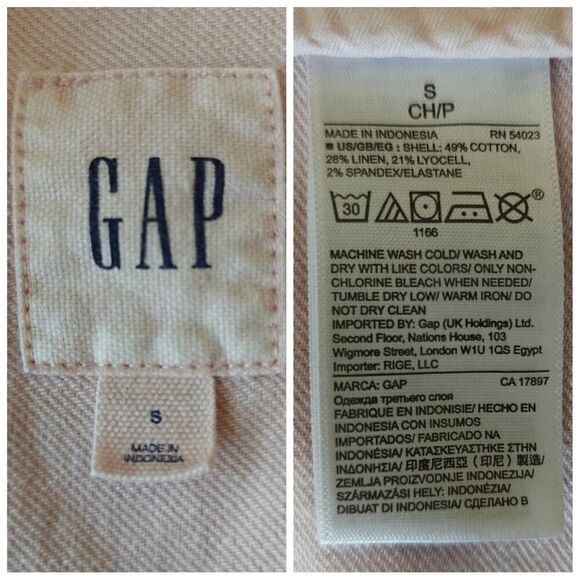 GAP
S
MADE IN
INDONESIA
S
CH/P
MADE IN INDONESIA RN 54023
■ US/GB/EG : SHELL: 49% COTTON,
28% LINEN, 21% LYOCELL,
2% SPANDEX/ELASTANE
30 ®
1166
MACHINE WASH COLD/ WASH AND
DRY WITH LIKE COLORS/ ONLY NON-
CHLORINE BLEACH WHEN NEEDED/
TUMBLE DRY LOW/ WARM IRON/ DO
NOT DRY CLEAN
IMPORTED BY: Gap (UK Holdings) Ltd.
Second Floor, Nations House, 103
Wigmore Street, London W1U 1QS Egypt
Importer: RIGE, LLC
MARCA: GAP CA 17897
Одежда третьего слоя
FABRIQUE EN INDONISIE/ HECHO EN
INDONESIA CON INSUMOS
IMPORTADOS/ FABRICADO NA
INDONÉSIA/ ΚΑΤΑΣΚΕΥΑΣΤΗΚΕ ΣΤΗΝ
ΙΝΔΟΝΗΣΙΑ/ 印度尼西亞 (印尼) 製造/
ZEMLJA PROIZVODNJE INDONEZIJA/
SZÁRMAZÁSI HELY: INDONÉZIA/
DIBUAT DI INDONESIA/ СДЕЛАНО В